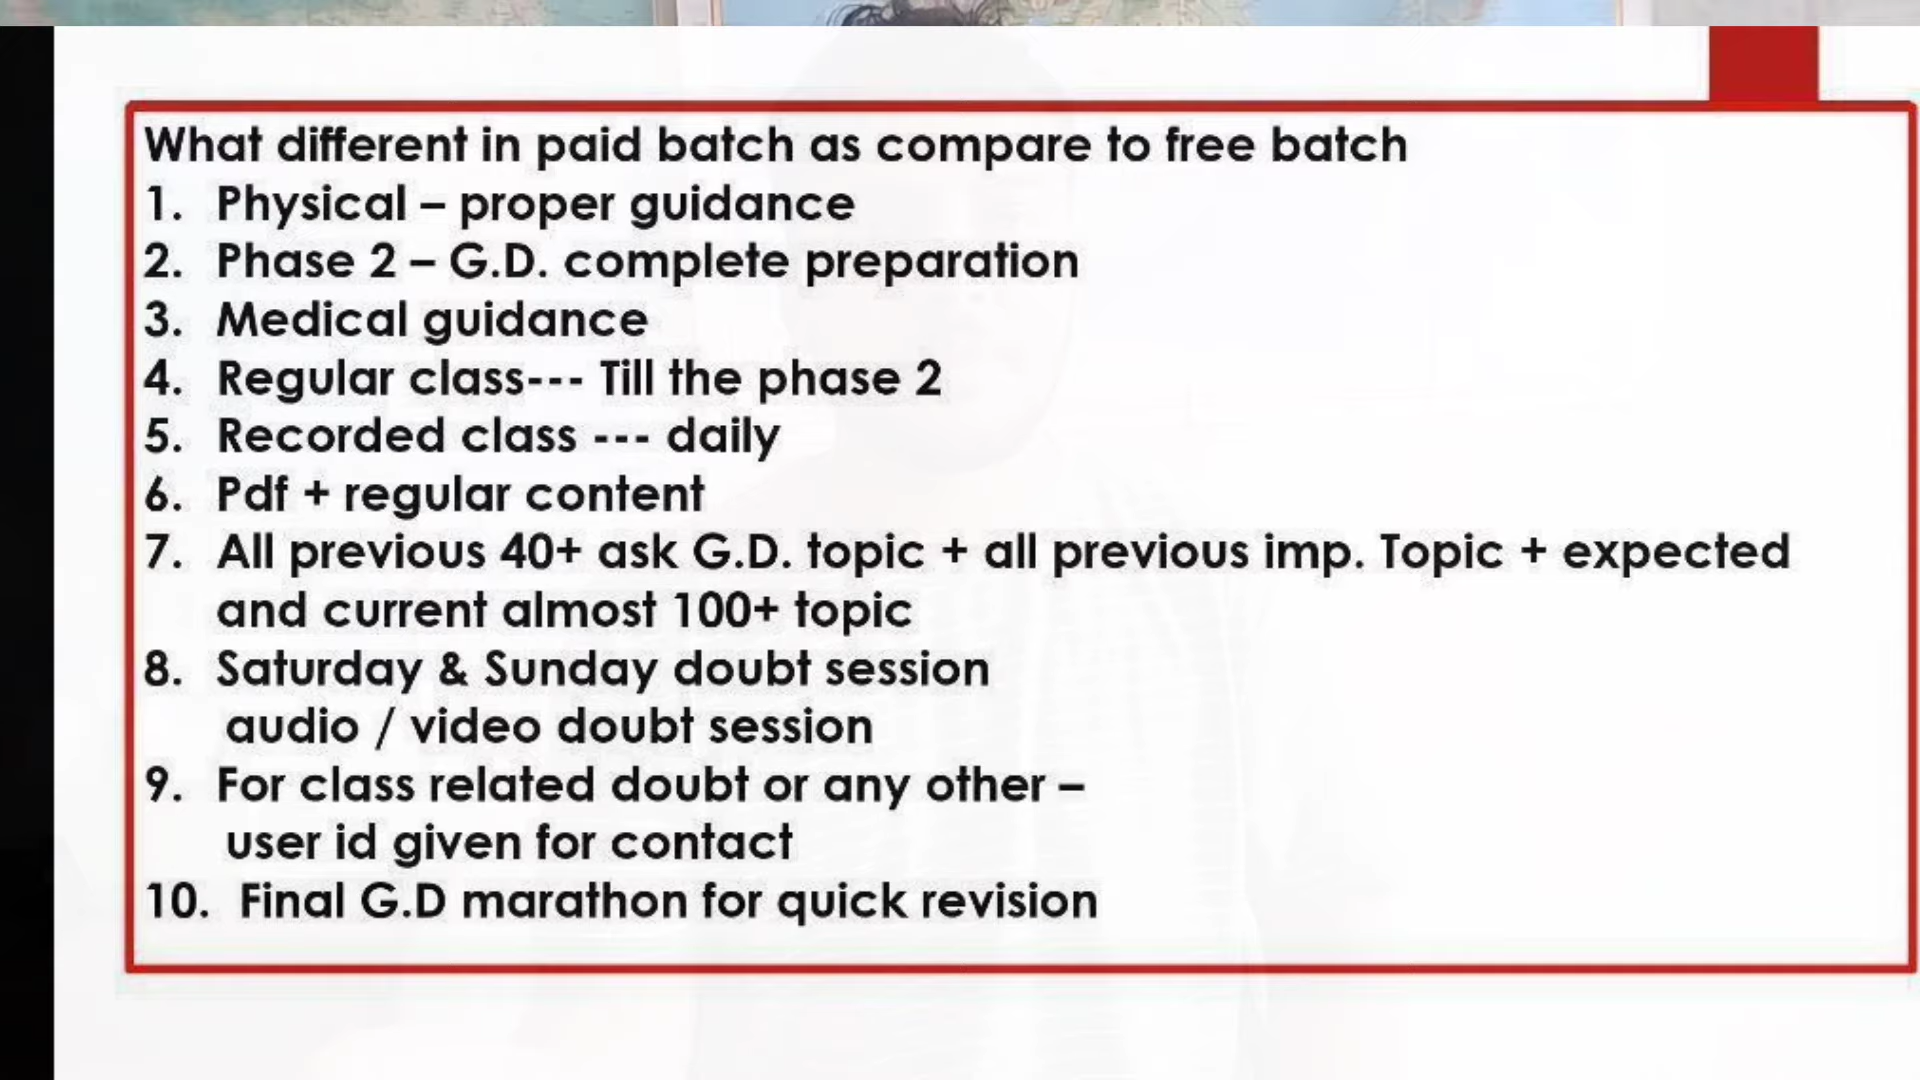 What different in paid batch as compare to free batch
1. Physical – proper guidance
2. Phase 2 – G.D. complete preparation
3. Medical guidance
4. Regular class--- Till the phase 2
5. Recorded class --- daily
6. Pdf + regular content
7. All previous 40+ ask G.D. topic + all previous imp. Topic + expected
and current almost 100+ topic
8. Saturday & Sunday doubt session
audio / video doubt session
9. For class related doubt or any other –
user id given for contact
10. Final G.D marathon for quick revision